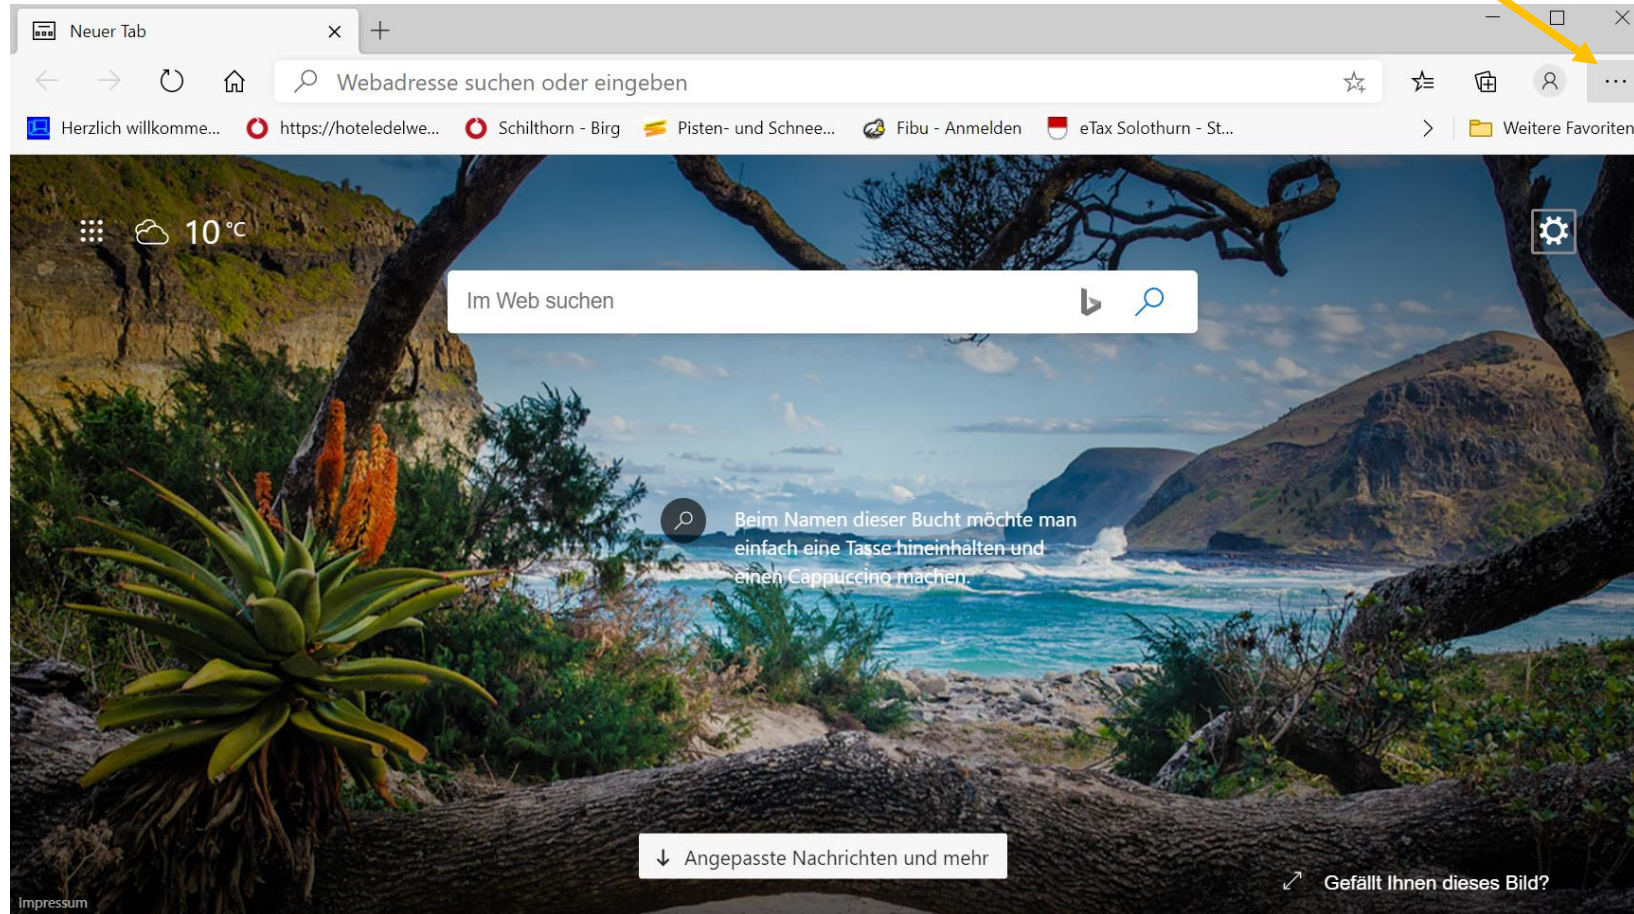 Neuer Tab
Webadresse suchen oder eingeben
Herzlich willkomme... https://hoteledelwe... Schilthorn - Birg Pisten- und Schnee... Fibu - Anmelden eTax Solothurn - St... Weitere Favoriten
10 °C
Im Web suchen
Beim Namen dieser Bucht möchte man
einfach eine Tasse hineinhalten und
einen Cappuccino machen.
Angepasste Nachrichten und mehr
Gefällt Ihnen dieses Bild?
Impressum